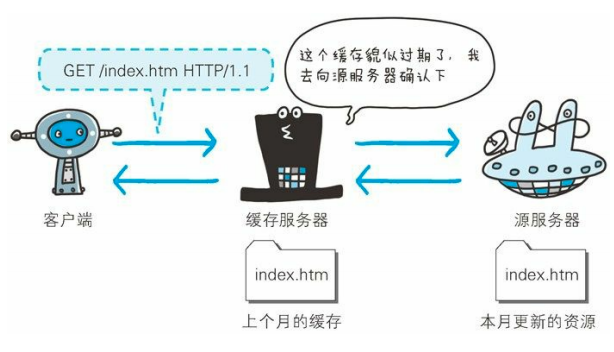 GET /index.htm HTTP/1.1
这个缓存貌似过期了，我
去向源服务器确认下
客户端
缓存服务器
源服务器
index.htm
index.htm
上个月的缓存
本月更新的资源